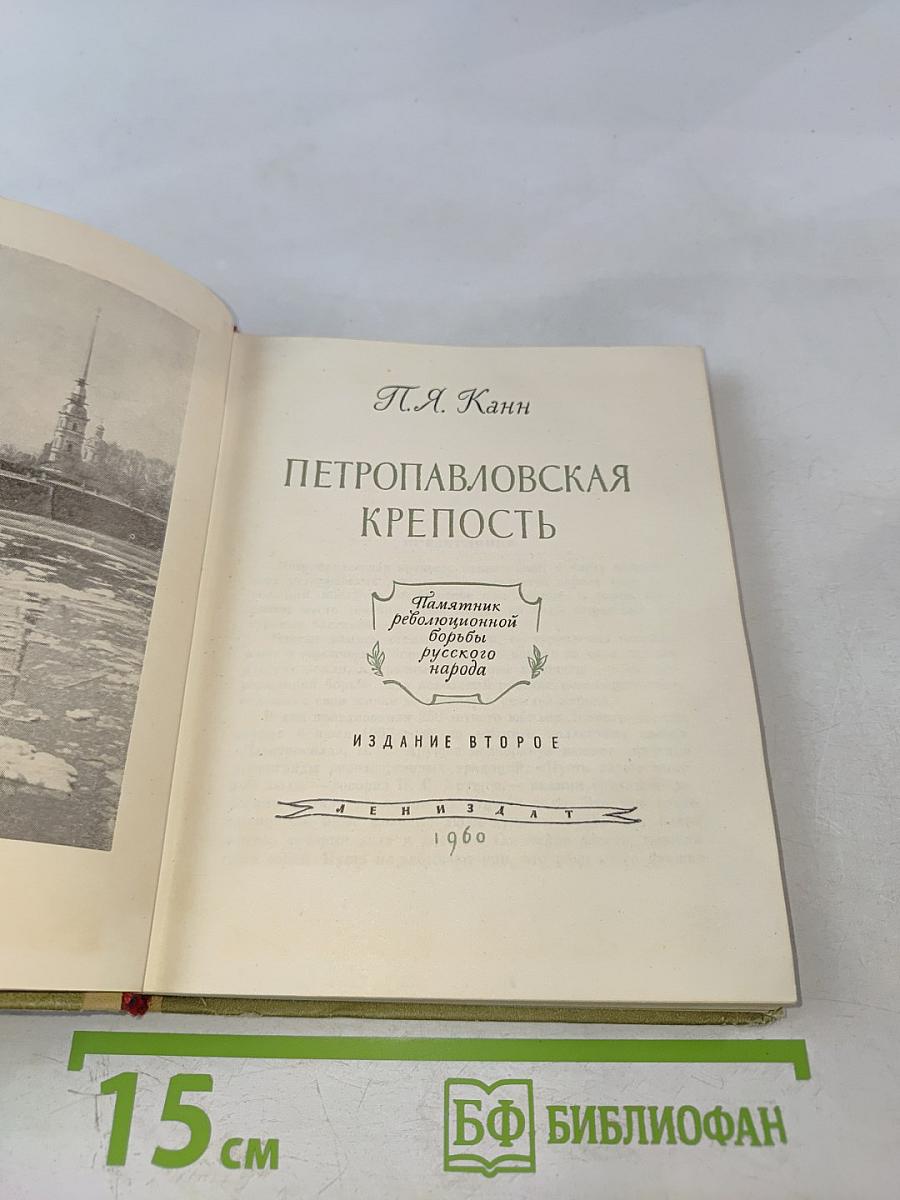 П. Я. Канн
ПЕТРОПАВЛОВСКАЯ
КРЕПОСТЬ
Памятник
революционной
борьбы
русского
народа
ИЗДАНИЕ ВТОРОЕ
ЛЕНИЗДАТ
1960
15 см
БФ БИБЛИОФАН